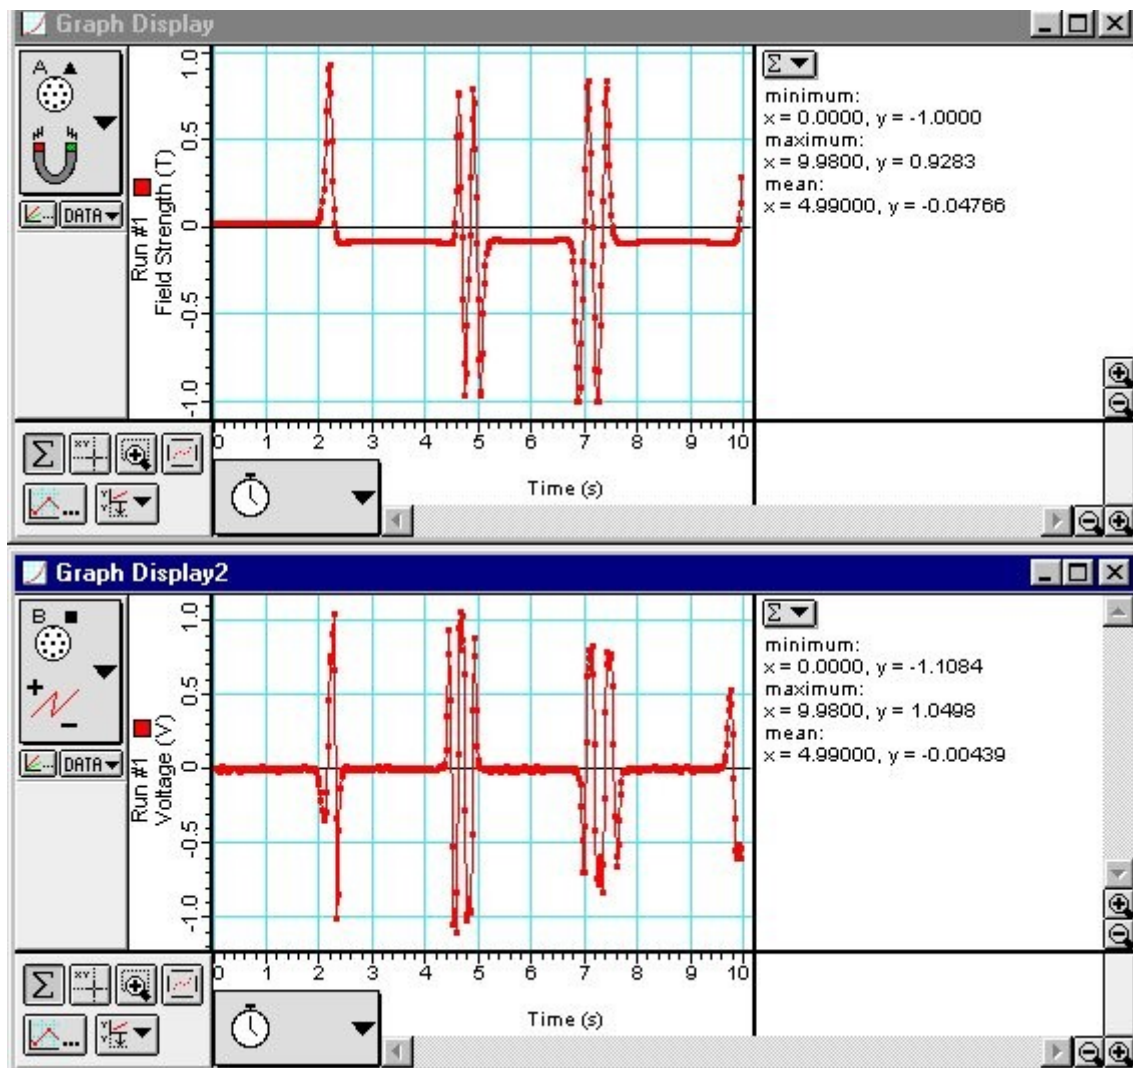 Graph Display
A
DATA
Run #1
Field Strength (T)
1.0
0.5
0
-0.5
-1.0
Σ
minimum:
x = 0.0000, y = -1.0000
maximum:
x = 9.9800, y = 0.9283
mean:
x = 4.99000, y = -0.04766
0 1 2 3 4 5 6 7 8 9 10
Time (s)
Σ
Graph Display2
B
+
−
DATA
Run #1
Voltage (V)
1.0
0.5
0
-0.5
-1.0
Σ
minimum:
x = 0.0000, y = -1.1084
maximum:
x = 9.9800, y = 1.0498
mean:
x = 4.99000, y = -0.00439
0 1 2 3 4 5 6 7 8 9 10
Time (s)
Σ